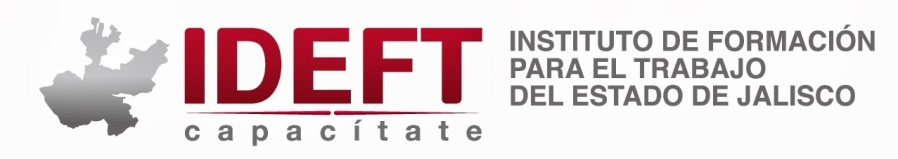 IDEFT
capacítate
INSTITUTO DE FORMACIÓN
PARA EL TRABAJO
DEL ESTADO DE JALISCO